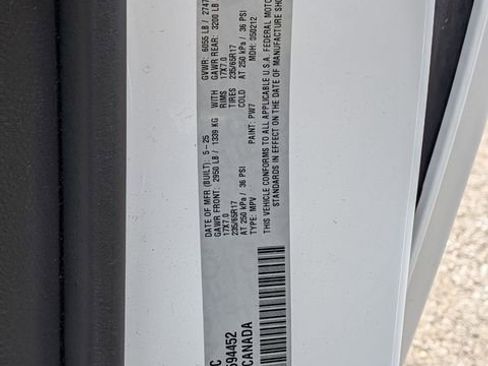 DATE OF MFR. (BUILT) 5-25 GVWR: 6055 LB / 2747
GAWR FRONT: 2950 LB / 1339 KG WITH GAWR REAR: 3200 LB
17X7.0 RIMS 17X7.0
235/65R17 TIRES 235/65R17
AT 250 kPa / 36 PSI COLD AT 250 kPa / 36 PSI
TYPE: MPV PAINT: PW7 MDH: 050212
THIS VEHICLE CONFORMS TO ALL APPLICABLE U.S.A. FEDERAL MOTOR
STANDARDS IN EFFECT ON THE DATE OF MANUFACTURE
C
594452
CANADA